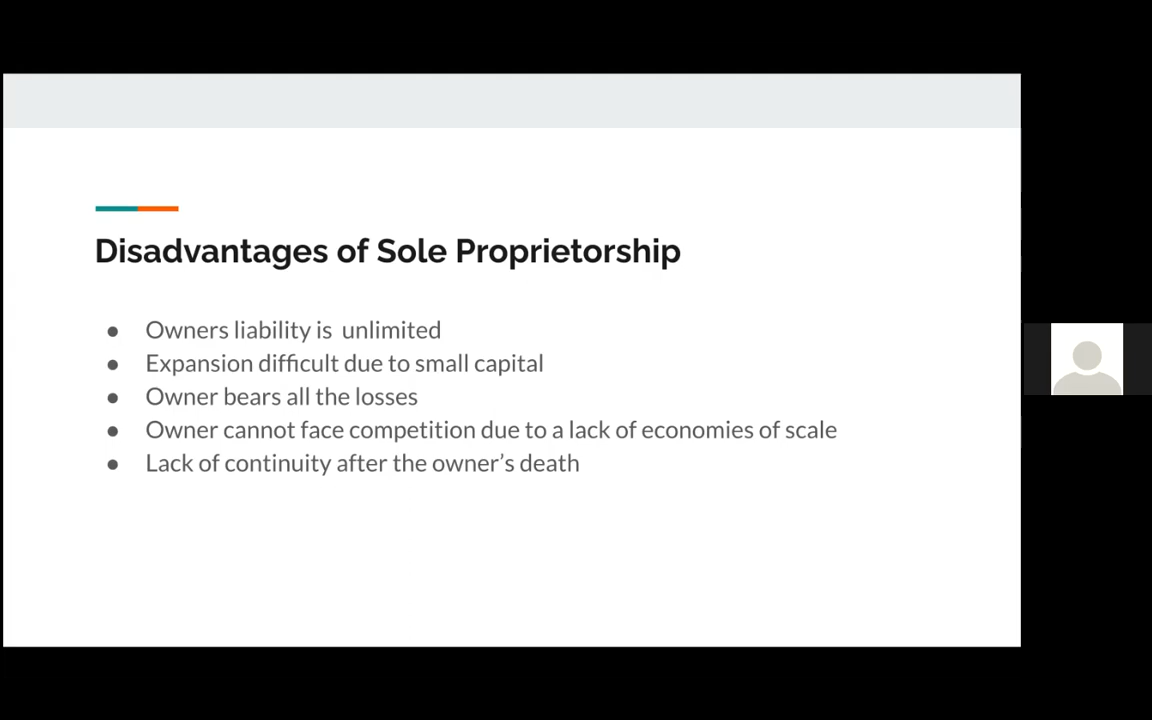 Disadvantages of Sole Proprietorship
● Owners liability is  unlimited
● Expansion difficult due to small capital
● Owner bears all the losses
● Owner cannot face competition due to a lack of economies of scale
● Lack of continuity after the owner’s death